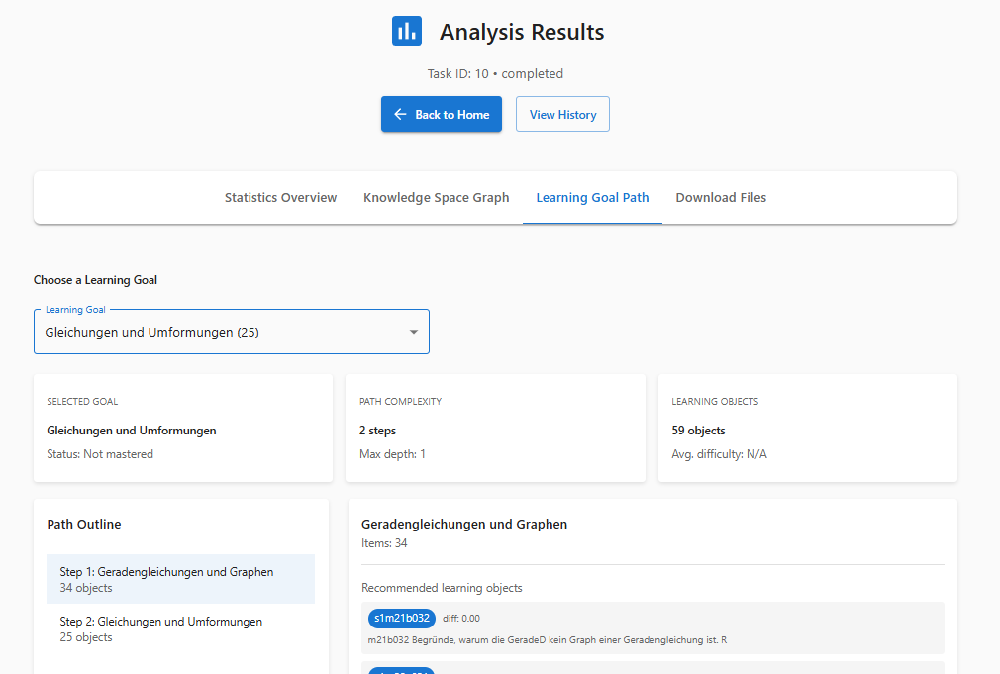 Analysis Results
Task ID: 10 • completed
Back to Home
View History
Statistics Overview
Knowledge Space Graph
Learning Goal Path
Download Files
Choose a Learning Goal
Learning Goal
Gleichungen und Umformungen (25)
SELECTED GOAL
Gleichungen und Umformungen
Status: Not mastered
PATH COMPLEXITY
2 steps
Max depth: 1
LEARNING OBJECTS
59 objects
Avg. difficulty: N/A
Path Outline
Step 1: Geradengleichungen und Graphen
34 objects
Step 2: Gleichungen und Umformungen
25 objects
Geradengleichungen und Graphen
Items: 34
Recommended learning objects
s1m21b032 diff: 0.00
m21b032 Begründe, warum die GeradeD kein Graph einer Geradengleichung ist. R